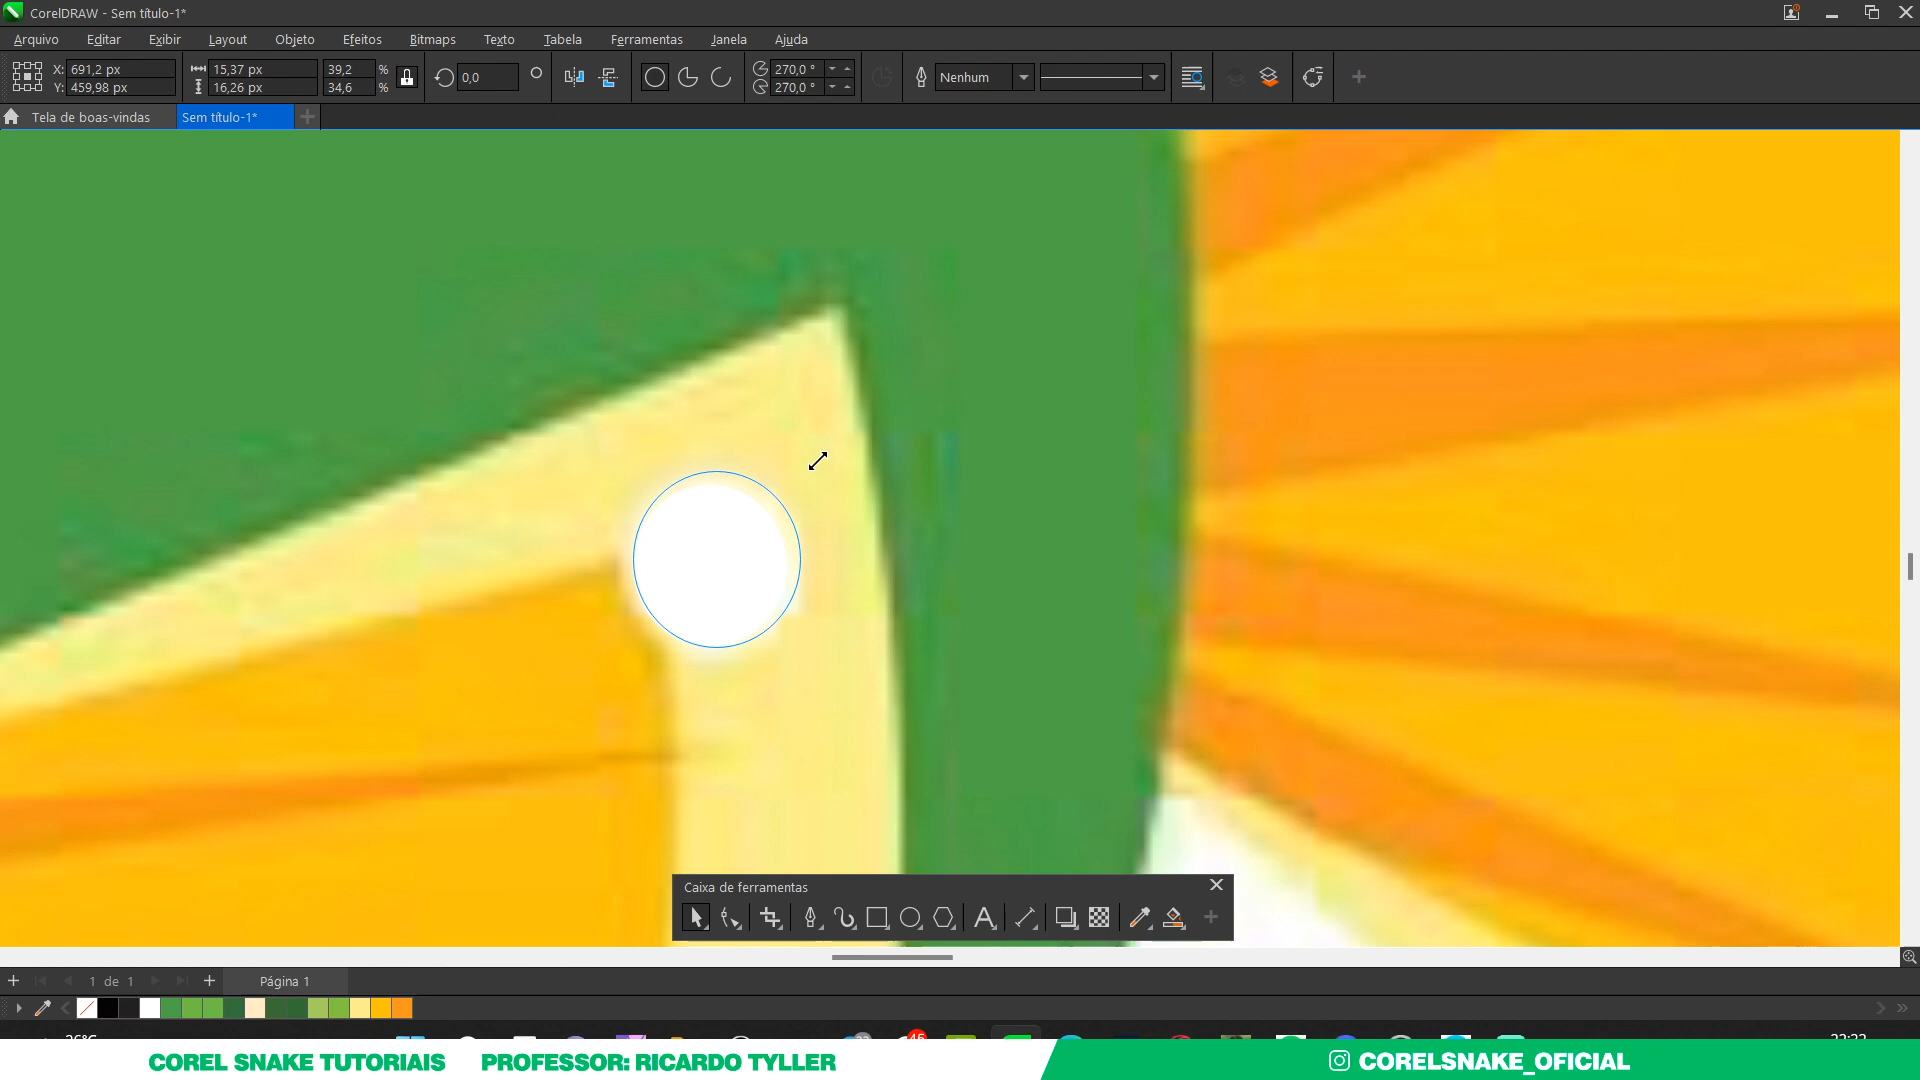 CorelDRAW - Sem título-1*
Arquivo Editar Exibir Layout Objeto Efeitos Bitmaps Texto Tabela Ferramentas Janela Ajuda
X: 691,2 px 15,37 px 39,2 % 270,0 °
0,0 Nenhum
Y: 459,98 px 16,26 px 34,6 % 270,0 °
Tela de boas-vindas Sem título-1*
Caixa de ferramentas
1 de 1 Página 1
COREL SNAKE TUTORIAIS PROFESSOR: RICARDO TYLLER CORELSNAKE_OFICIAL